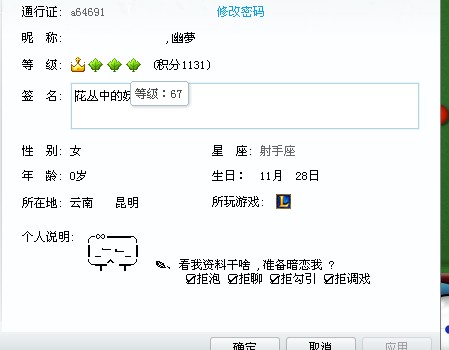 通行证: a64691 修改密码
昵 称: ,幽夢
等 级: (积分1131)
签 名: 花丛中的妖 等级：67
性 别: 女 星 座: 射手座
年 龄: 0岁 生日: 11月 28日
所在地: 云南 昆明 所玩游戏: L
个人说明:
✎、看我资料干啥 ,准备暗恋我 ?
☑拒泡 ☑拒聊 ☑拒勾引 ☑拒调戏
确定 取消 应用